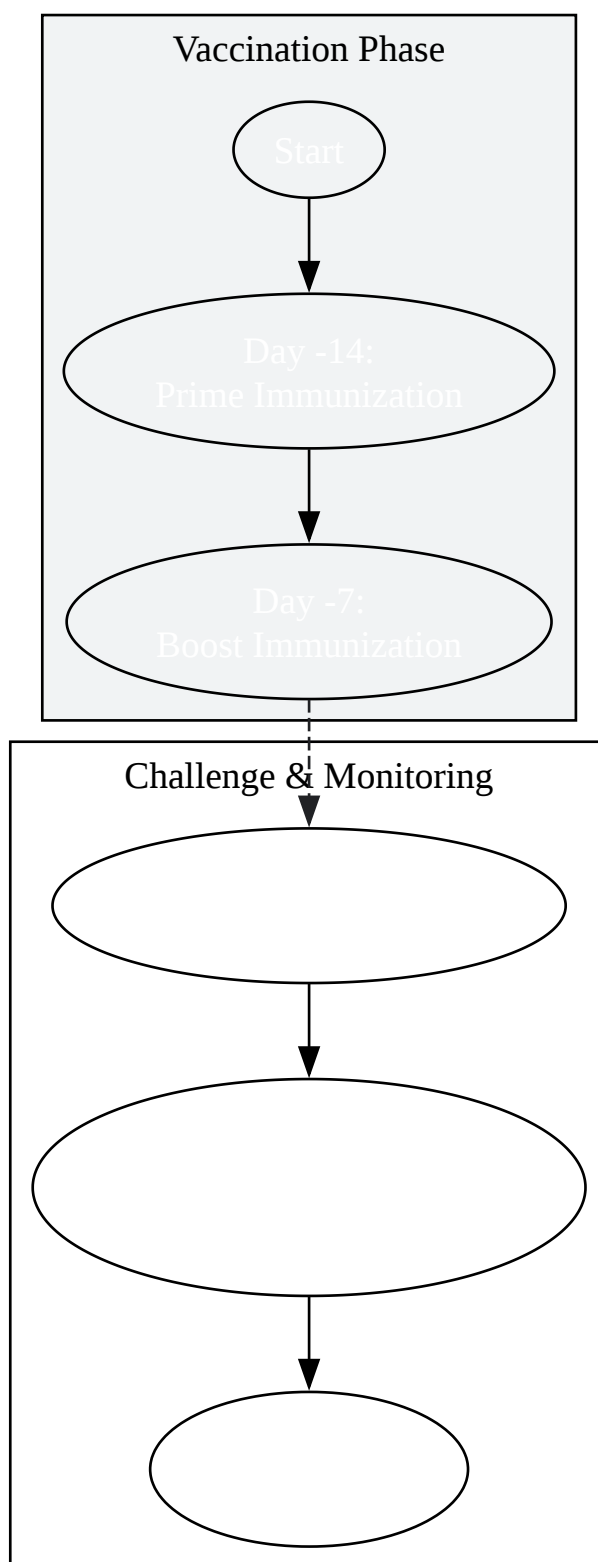 Vaccination Phase
Start
Day -14:
Prime Immunization
Day -7:
Boost Immunization
Challenge & Monitoring